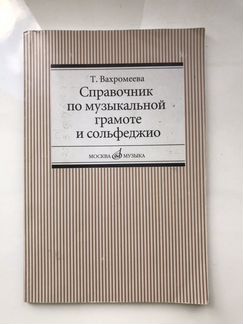 Т. Вахромеева
Справочник
по музыкальной
грамоте
и сольфеджио
МОСКВА МУЗЫКА